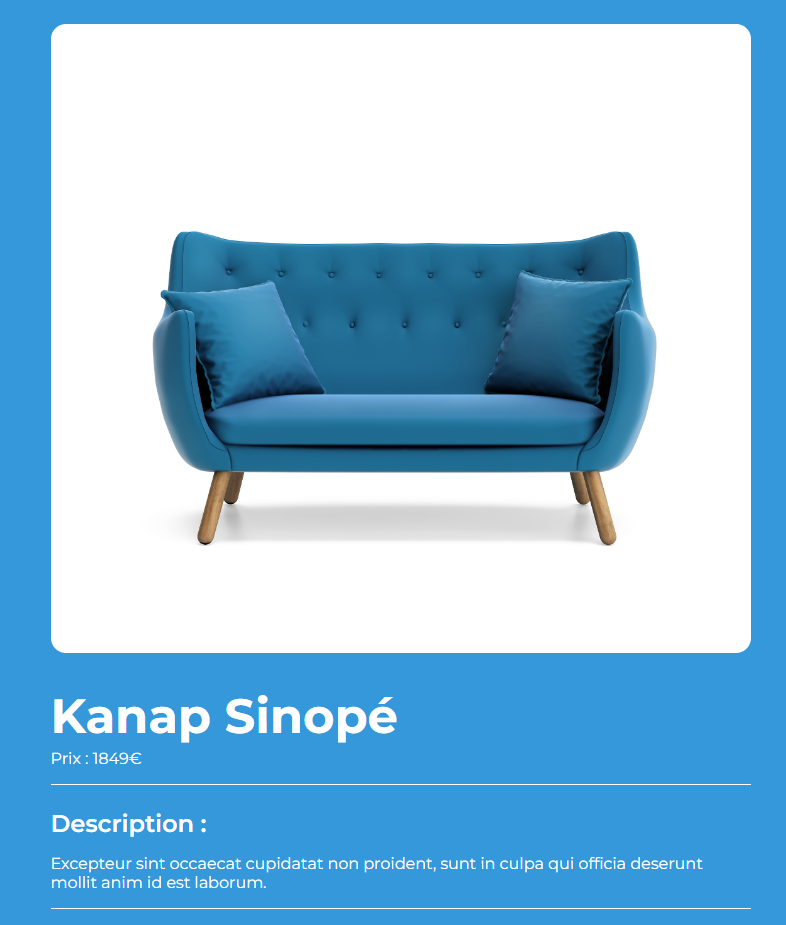 Kanap Sinopé
Prix : 1849€
Description :
Excepteur sint occaecat cupidatat non proident, sunt in culpa qui officia deserunt
mollit anim id est laborum.